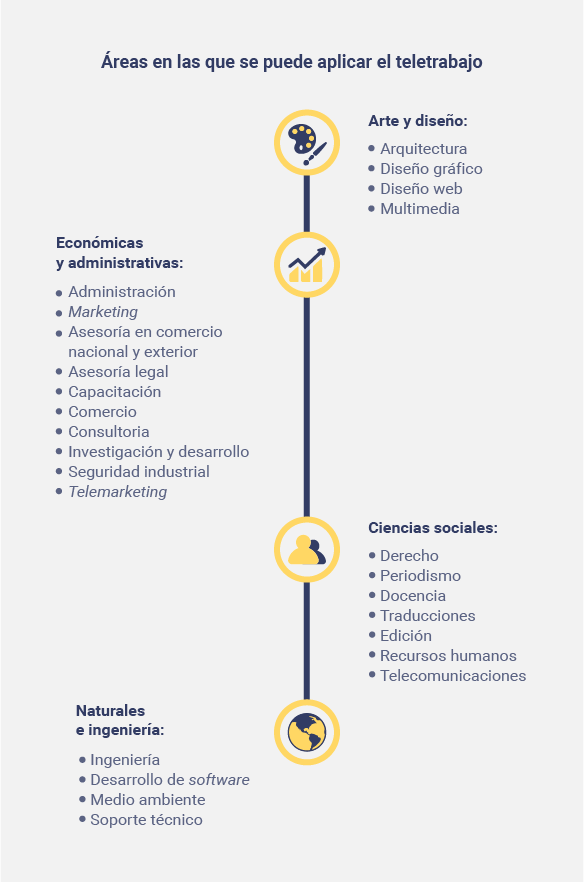 Áreas en las que se puede aplicar el teletrabajo
Arte y diseño:
• Arquitectura
• Diseño gráfico
• Diseño web
• Multimedia
Económicas
y administrativas:
• Administración
• Marketing
• Asesoría en comercio
nacional y exterior
• Asesoría legal
• Capacitación
• Comercio
• Consultoria
• Investigación y desarrollo
• Seguridad industrial
• Telemarketing
Ciencias sociales:
• Derecho
• Periodismo
• Docencia
• Traducciones
• Edición
• Recursos humanos
• Telecomunicaciones
Naturales
e ingeniería:
• Ingeniería
• Desarrollo de software
• Medio ambiente
• Soporte técnico